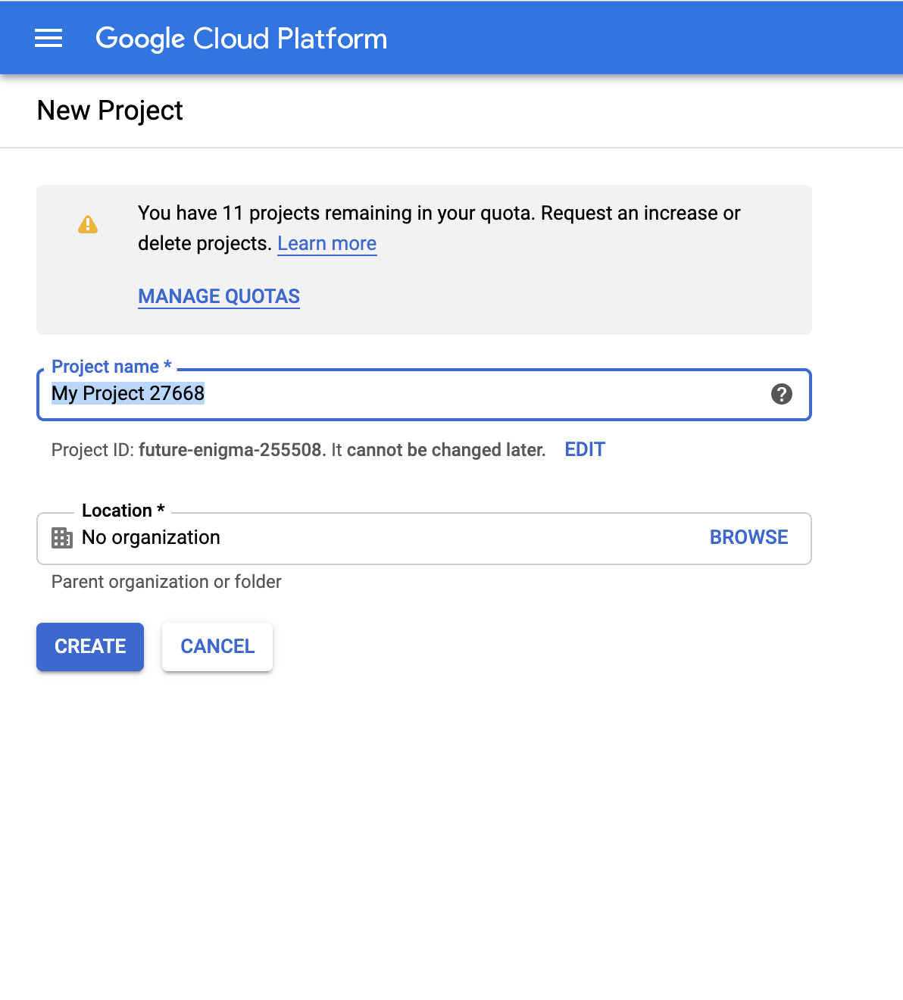 Google Cloud Platform
New Project
You have 11 projects remaining in your quota. Request an increase or
delete projects. Learn more
MANAGE QUOTAS
Project name *
My Project 27668
Project ID: future-enigma-255508. It cannot be changed later. EDIT
Location *
No organization BROWSE
Parent organization or folder
CREATE CANCEL